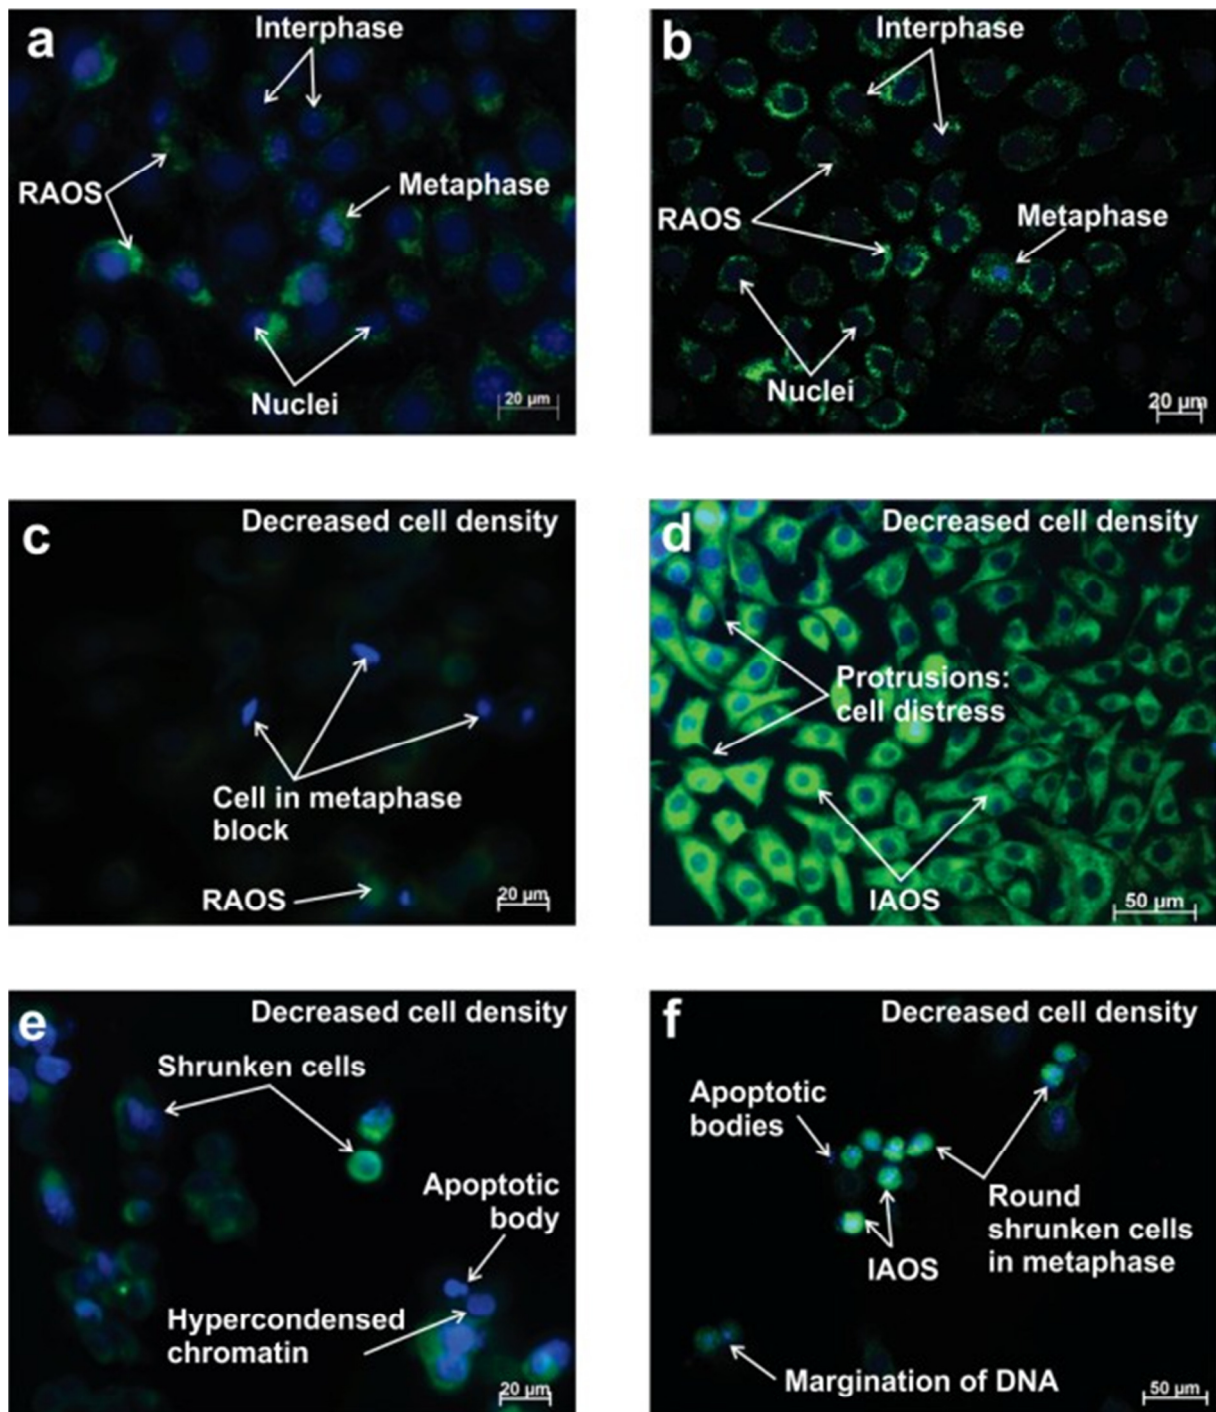 a
Interphase
RAOS
Metaphase
Nuclei
20 µm
b
Interphase
RAOS
Metaphase
Nuclei
20 µm
c
Decreased cell density
Cell in metaphase
block
RAOS
20 µm
d
Decreased cell density
Protrusions:
cell distress
IAOS
50 µm
e
Decreased cell density
Shrunken cells
Apoptotic
body
Hypercondensed
chromatin
20 µm
f
Decreased cell density
Apoptotic
bodies
Round
shrunken cells
in metaphase
IAOS
Margination of DNA
50 µm